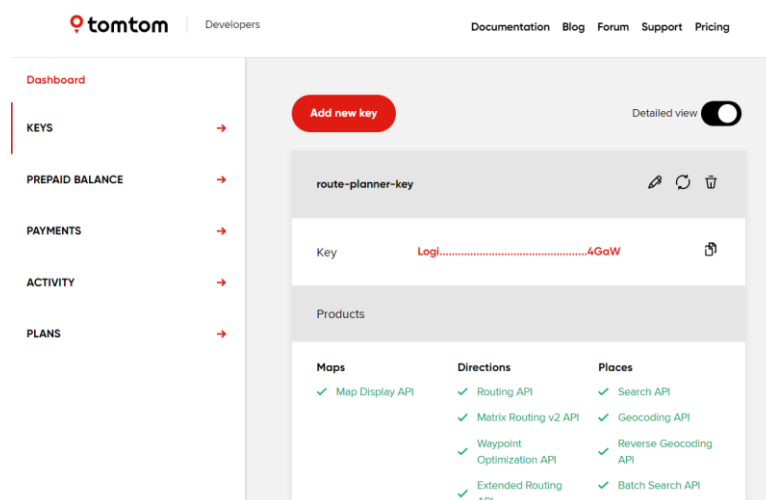 tomtom
Developers
Documentation Blog Forum Support Pricing
Dashboard
KEYS
PREPAID BALANCE
PAYMENTS
ACTIVITY
PLANS
Add new key
Detailed view
route-planner-key
Key Logi..................................................4GaW
Products
Maps
Map Display API
Directions
Routing API
Matrix Routing v2 API
Waypoint
Optimization API
Extended Routing
API
Places
Search API
Geocoding API
Reverse Geocoding
API
Batch Search API